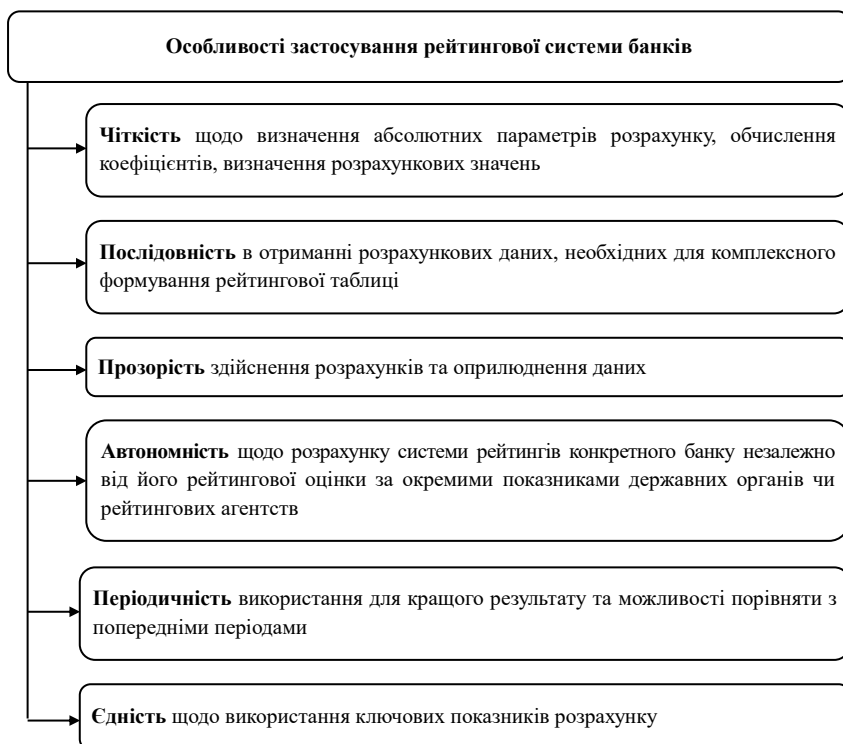 Особливості застосування рейтингової системи банків
Чіткість щодо визначення абсолютних параметрів розрахунку, обчислення
коефіцієнтів, визначення розрахункових значень
Послідовність в отриманні розрахункових даних, необхідних для комплексного
формування рейтингової таблиці
Прозорість здійснення розрахунків та оприлюднення даних
Автономність щодо розрахунку системи рейтингів конкретного банку незалежно
від його рейтингової оцінки за окремими показниками державних органів чи
рейтингових агентств
Періодичність використання для кращого результату та можливості порівняти з
попередніми періодами
Єдність щодо використання ключових показників розрахунку